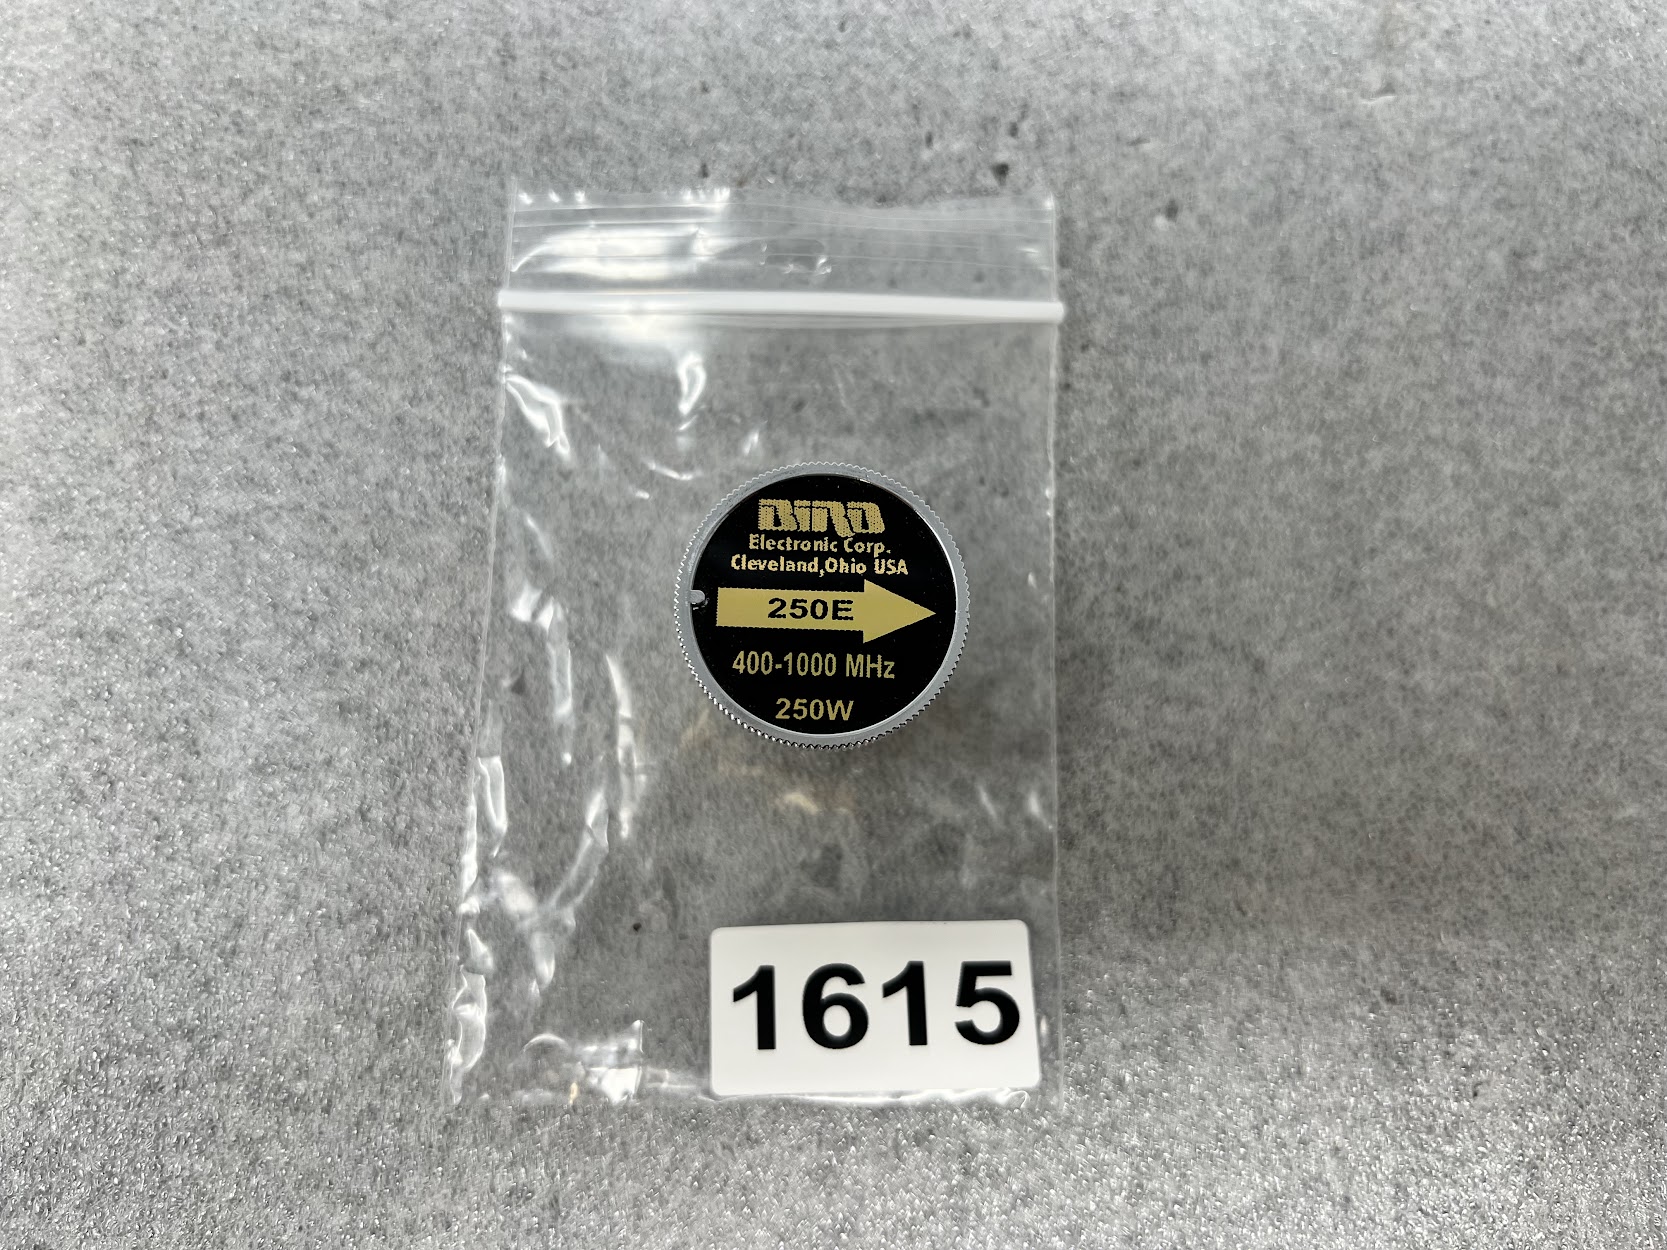 BIRD
Electronic Corp.
Cleveland,Ohio USA
250E
400-1000 MHz
250W
1615